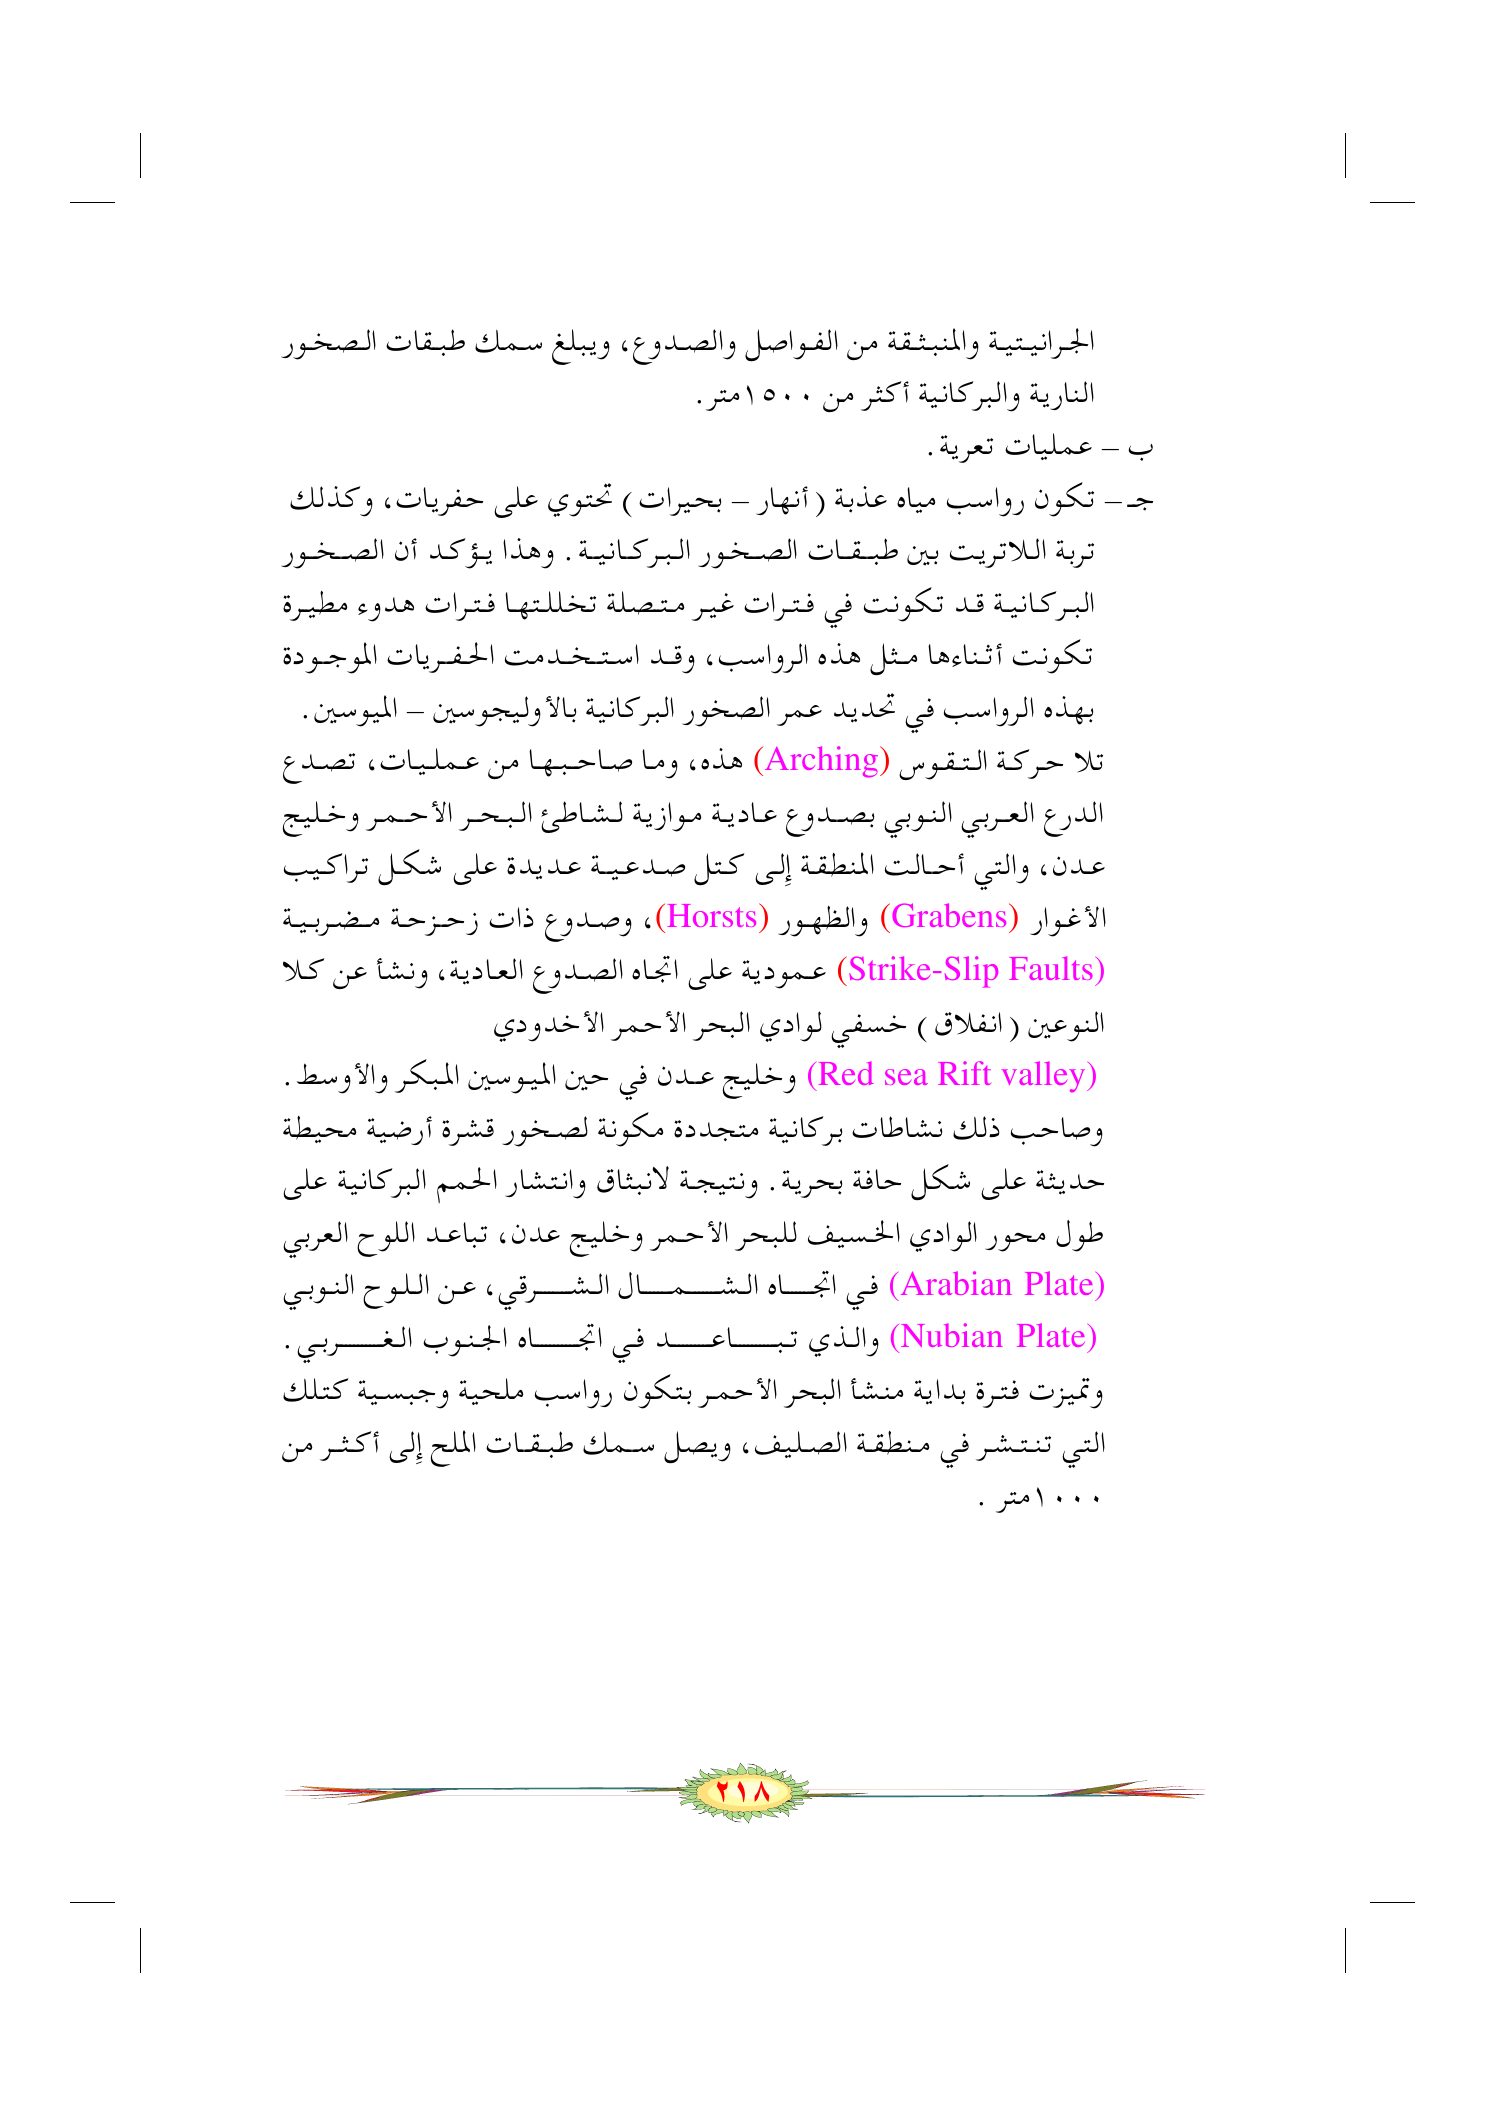 الجرانيتية والمنبثقة من الفواصل والصدوع، ويبلغ سمك طبقات الصخور
النارية والبركانية أكثر من ١٥٠٠متر.
ب – عمليات تعرية.
جـ – تكون رواسب مياه عذبة (أنهار – بحيرات) تحتوي على حفريات، وكذلك
تربة اللاتريت بين طبقات الصخور البركانية. وهذا يؤكد أن الصخور
البركانية قد تكونت في فترات غير متصلة تخللتها فترات هدوء مطيرة
تكونت أثناءها مثل هذه الرواسب، وقد استخدمت الحفريات الموجودة
بهذه الرواسب في تحديد عمر الصخور البركانية بالأوليجوسين – الميوسين.
تلا حركة التقوس (Arching) هذه، وما صاحبها من عمليات، تصدع
الدرع العربي النوبي بصدوع عادية موازية لشاطئ البحر الأحمر وخليج
عدن، والتي أحالت المنطقة إِلى كتل صدعية عديدة على شكل تراكيب
الأغوار (Grabens) والظهور (Horsts)، وصدوع ذات زحزحة مضربية
(Strike-Slip Faults) عمودية على اتجاه الصدوع العادية، ونشأ عن كلا
النوعين (انفلاق) خسفي لوادي البحر الأحمر الأخدودي
(Red sea Rift valley) وخليج عدن في حين الميوسين المبكر والأوسط.
وصاحب ذلك نشاطات بركانية متجددة مكونة لصخور قشرة أرضية محيطة
حديثة على شكل حافة بحرية. ونتيجة لانبثاق وانتشار الحمم البركانية على
طول محور الوادي الخسيف للبحر الأحمر وخليج عدن، تباعد اللوح العربي
(Arabian Plate) في اتجاه الشمال الشرقي، عن اللوح النوبي
(Nubian Plate) والذي تباعد في اتجاه الجنوب الغربي.
وتميزت فترة بداية منشأ البحر الأحمر بتكون رواسب ملحية وجبسية كتلك
التي تنتشر في منطقة الصليف، ويصل سمك طبقات الملح إِلى أكثر من
١٠٠٠متر .
٢١٨